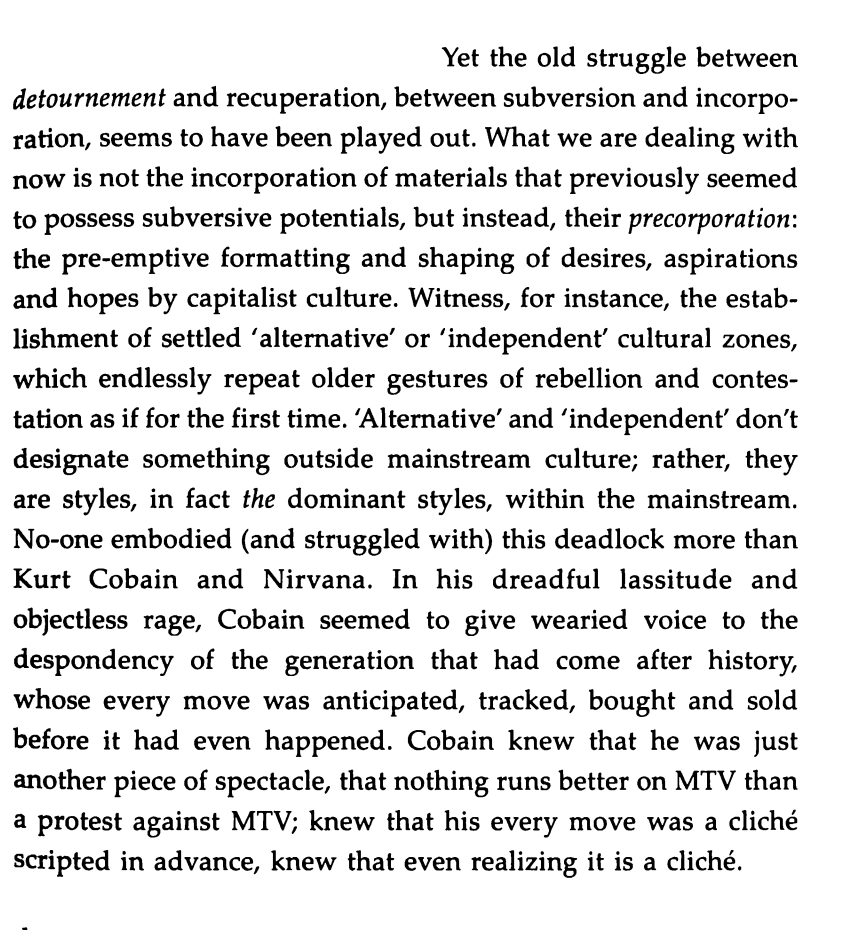 Yet the old struggle between
detournement and recuperation, between subversion and incorpo-
ration, seems to have been played out. What we are dealing with
now is not the incorporation of materials that previously seemed
to possess subversive potentials, but instead, their precorporation:
the pre-emptive formatting and shaping of desires, aspirations
and hopes by capitalist culture. Witness, for instance, the estab-
lishment of settled ‘alternative’ or ‘independent’ cultural zones,
which endlessly repeat older gestures of rebellion and contes-
tation as if for the first time. ‘Alternative’ and ‘independent’ don’t
designate something outside mainstream culture; rather, they
are styles, in fact the dominant styles, within the mainstream.
No-one embodied (and struggled with) this deadlock more than
Kurt Cobain and Nirvana. In his dreadful lassitude and
objectless rage, Cobain seemed to give wearied voice to the
despondency of the generation that had come after history,
whose every move was anticipated, tracked, bought and sold
before it had even happened. Cobain knew that he was just
another piece of spectacle, that nothing runs better on MTV than
a protest against MTV; knew that his every move was a cliché
scripted in advance, knew that even realizing it is a cliché.